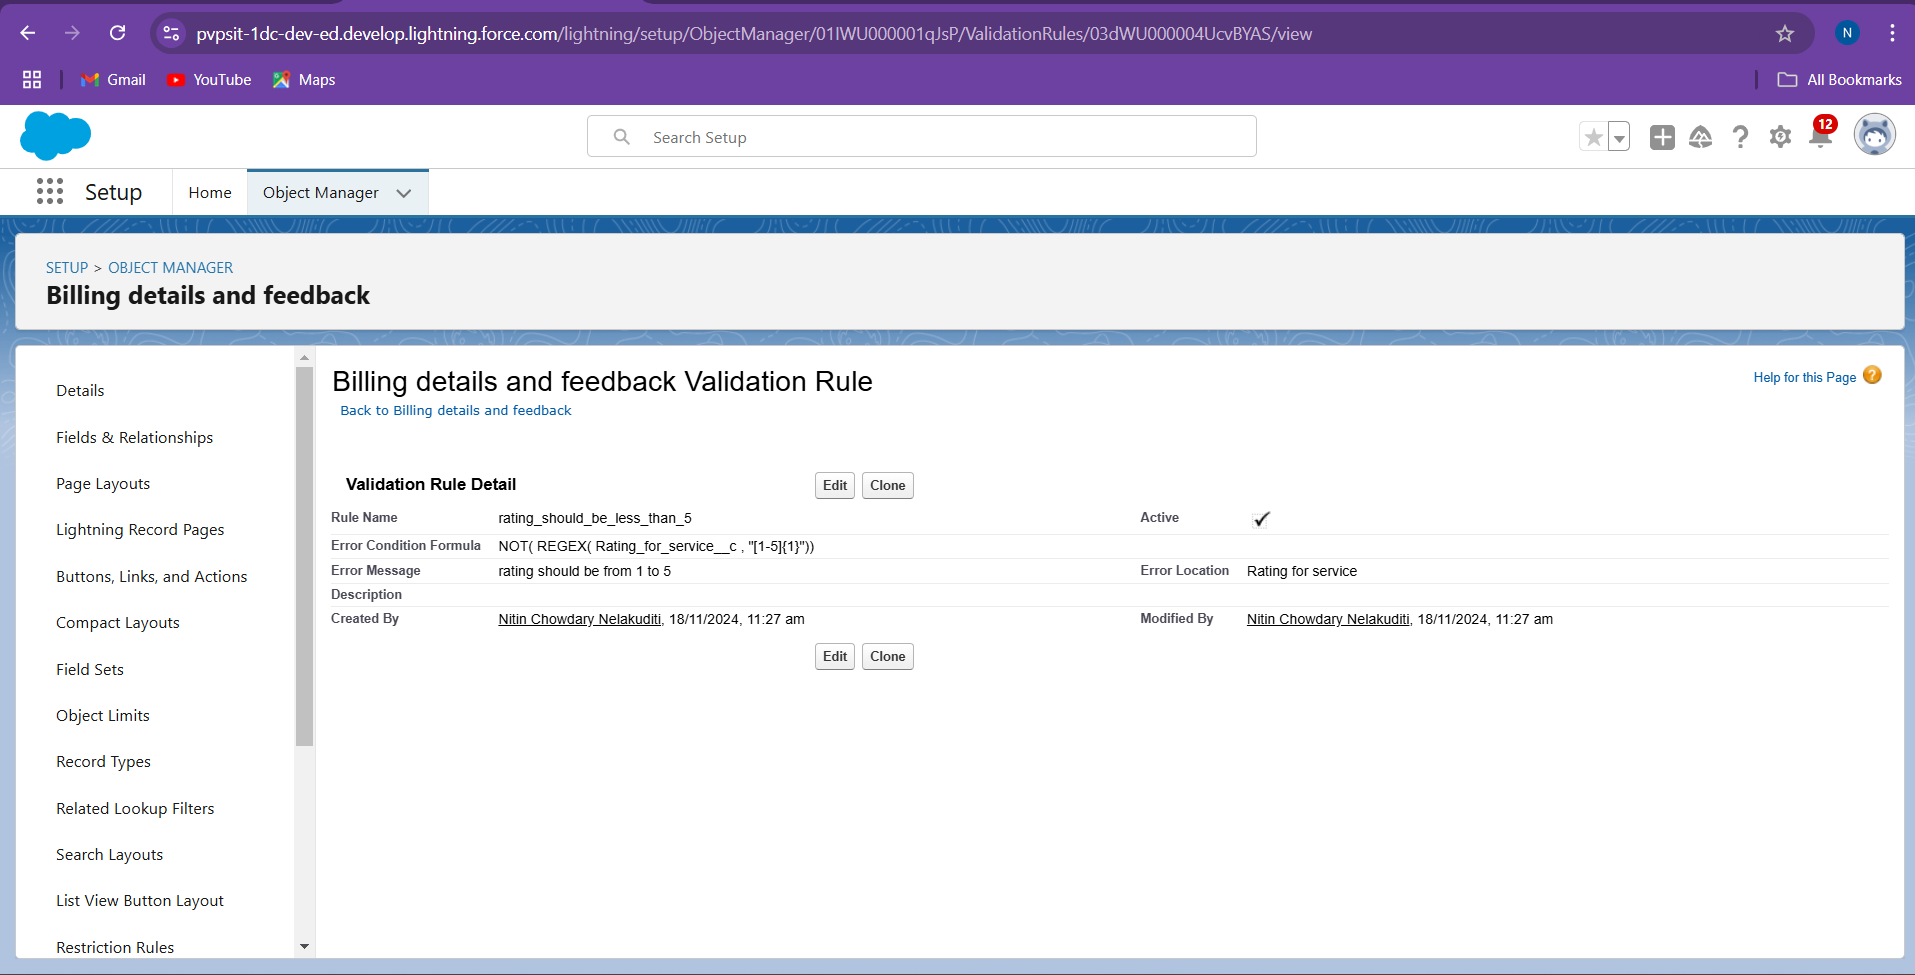 pvpsit-1dc-dev-ed.develop.lightning.force.com/lightning/setup/ObjectManager/01IWU000001qJsP/ValidationRules/03dWU000004UcvBYAS/view
N
Gmail
YouTube
Maps
All Bookmarks
Search Setup
12
Setup
Home
Object Manager
SETUP > OBJECT MANAGER
Billing details and feedback
Details
Fields & Relationships
Page Layouts
Lightning Record Pages
Buttons, Links, and Actions
Compact Layouts
Field Sets
Object Limits
Record Types
Related Lookup Filters
Search Layouts
List View Button Layout
Restriction Rules
Billing details and feedback Validation Rule
Help for this Page
Back to Billing details and feedback
Validation Rule Detail
Edit
Clone
Rule Name rating_should_be_less_than_5 Active
Error Condition Formula NOT( REGEX( Rating_for_service__c , "[1-5]{1}"))
Error Message rating should be from 1 to 5 Error Location Rating for service
Description
Created By Nitin Chowdary Nelakuditi, 18/11/2024, 11:27 am Modified By Nitin Chowdary Nelakuditi, 18/11/2024, 11:27 am
Edit
Clone